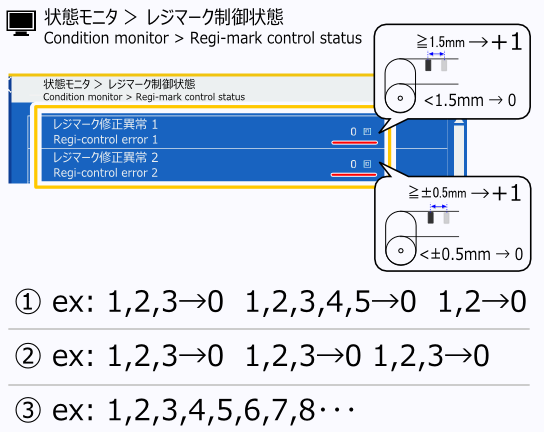 状態モニタ > レジマーク制御状態
Condition monitor > Regi-mark control status
状態モニタ > レジマーク制御状態
Condition monitor > Regi-mark control status
≧1.5mm→+1
<1.5mm→0
レジマーク修正異常 1
Regi-control error 1
0 回
レジマーク修正異常 2
Regi-control error 2
0 回
≧±0.5mm→+1
<±0.5mm→0
① ex: 1,2,3→0 1,2,3,4,5→0 1,2→0
② ex: 1,2,3→0 1,2,3→0 1,2,3→0
③ ex: 1,2,3,4,5,6,7,8･･･